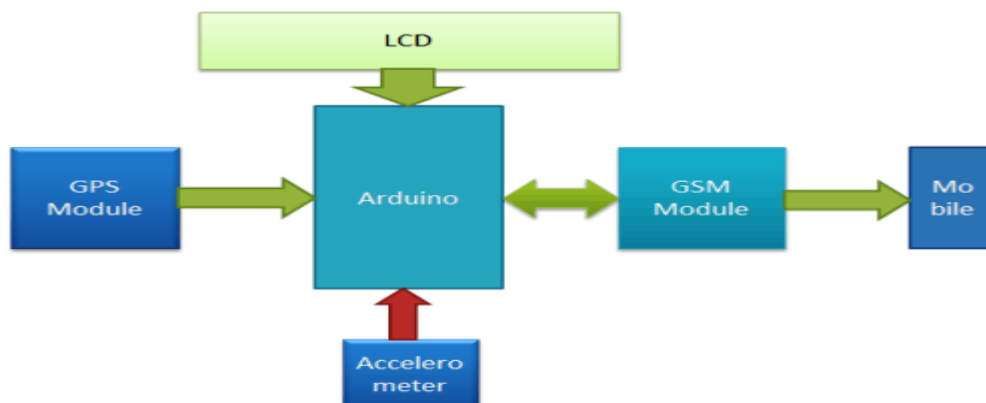 LCD
GPS
Module
Arduino
GSM
Module
Mo
bile
Accelero
meter